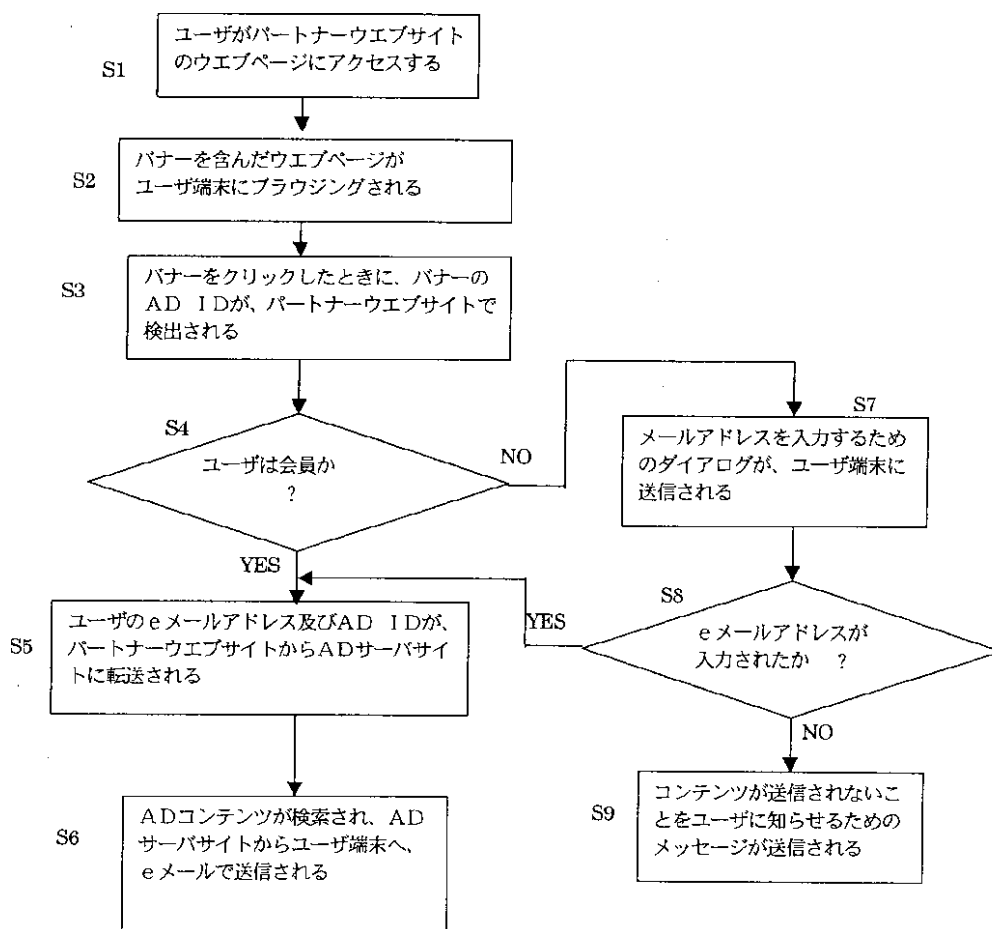 S1
ユーザがパートナーウエブサイト
のウエブページにアクセスする
S2
バナーを含んだウエブページが
ユーザ端末にブラウジングされる
S3
バナーをクリックしたときに、バナーの
ＡＤ ＩＤが、パートナーウエブサイトで
検出される
S4
ユーザは会員か
？
NO
YES
S5
ユーザのｅメールアドレス及びＡＤ ＩＤが、
パートナーウエブサイトからＡＤサーバサイ
トに転送される
S6
ＡＤコンテンツが検索され、ＡＤ
サーバサイトからユーザ端末へ、
ｅメールで送信される
S7
メールアドレスを入力するため
のダイアログが、ユーザ端末に
送信される
S8
YES
ｅメールアドレスが
入力されたか ？
NO
S9
コンテンツが送信されないこ
とをユーザに知らせるための
メッセージが送信される